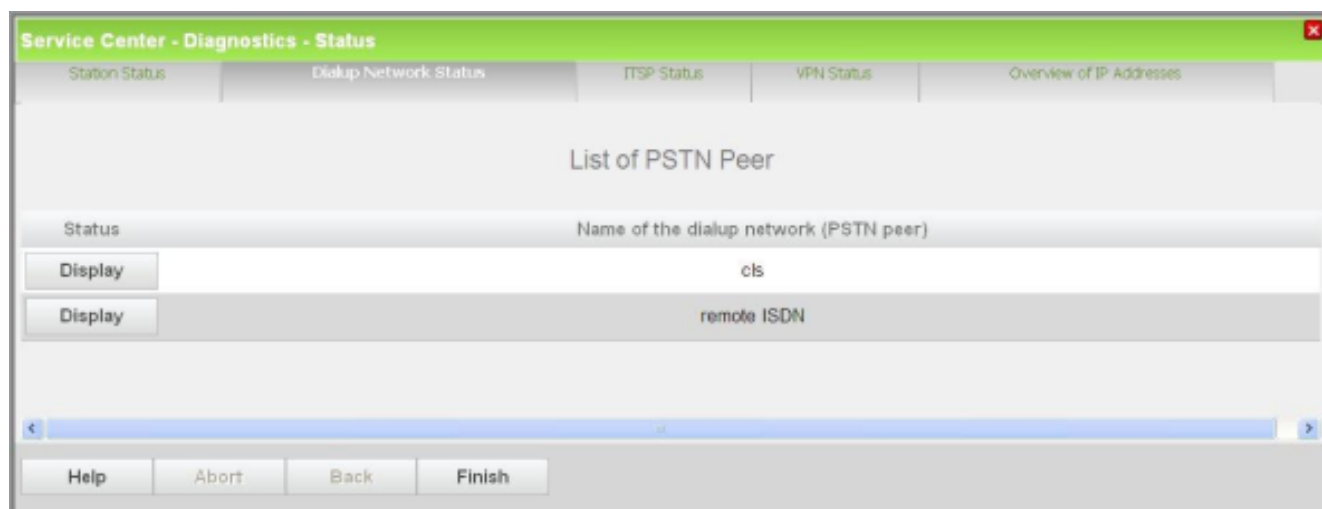 Service Center - Diagnostics - Status
Station Status Dialup Network Status ITSP Status VPN Status Overview of IP Addresses
List of PSTN Peer
Status Name of the dialup network (PSTN peer)
Display cls
Display remote ISDN
Help Abort Back Finish